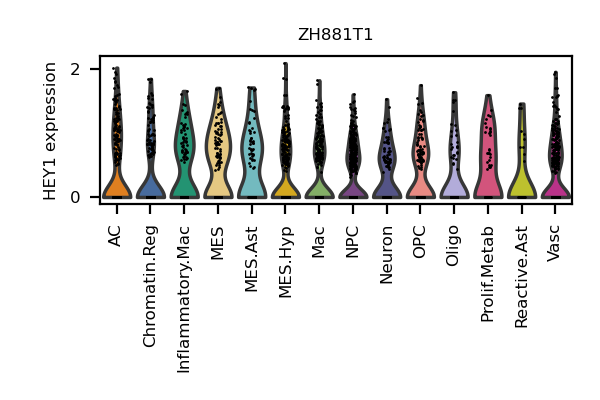 ZH881T1
HEY1 expression
2
0
AC
Chromatin.Reg
Inflammatory.Mac
MES
MES.Ast
MES.Hyp
Mac
NPC
Neuron
OPC
Oligo
Prolif.Metab
Reactive.Ast
Vasc